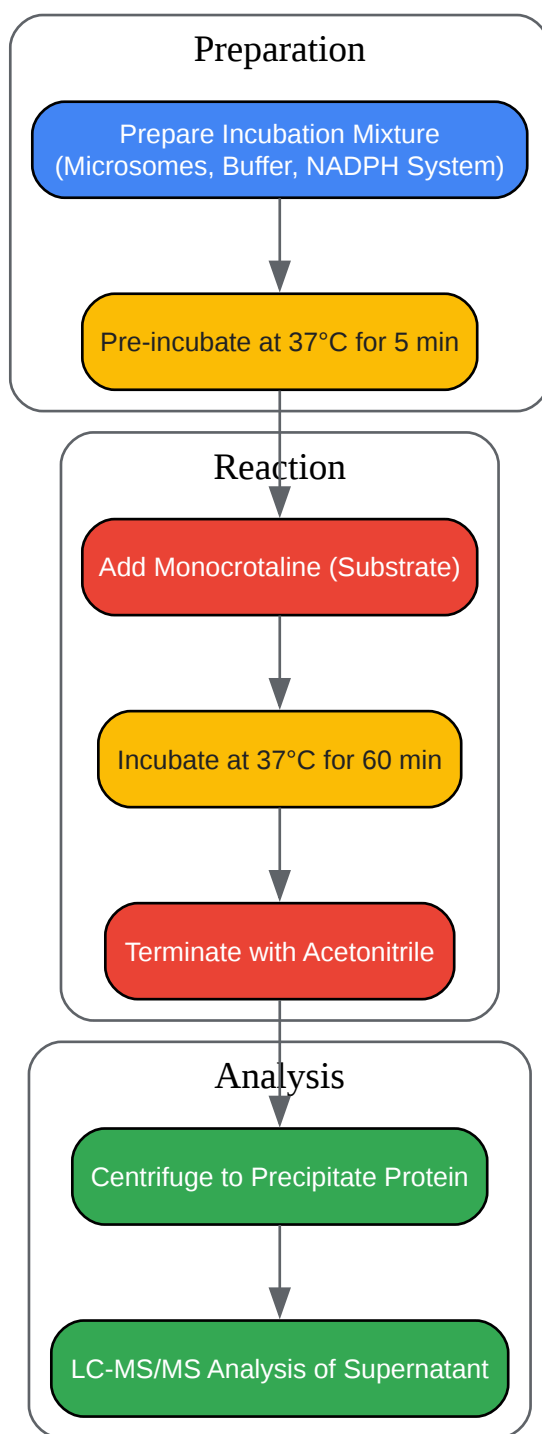 Preparation
Prepare Incubation Mixture
(Microsomes, Buffer, NADPH System)
Pre-incubate at 37°C for 5 min
Reaction
Add Monocrotaline (Substrate)
Incubate at 37°C for 60 min
Terminate with Acetonitrile
Analysis
Centrifuge to Precipitate Protein
LC-MS/MS Analysis of Supernatant